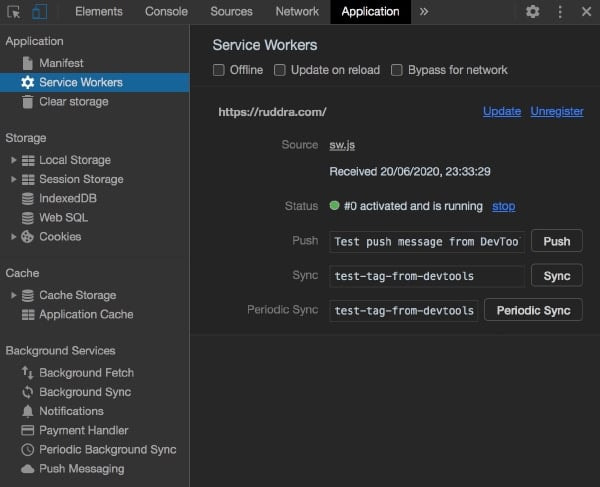 Elements Console Sources Network Application »
Application
Manifest
Service Workers
Clear storage
Storage
Local Storage
Session Storage
IndexedDB
Web SQL
Cookies
Cache
Cache Storage
Application Cache
Background Services
Background Fetch
Background Sync
Notifications
Payment Handler
Periodic Background Sync
Push Messaging
Service Workers
Offline Update on reload Bypass for network
https://ruddra.com/ Update Unregister
Source sw.js
Received 20/06/2020, 23:33:29
Status #0 activated and is running stop
Push Test push message from DevToo Push
Sync test-tag-from-devtools Sync
Periodic Sync test-tag-from-devtools Periodic Sync